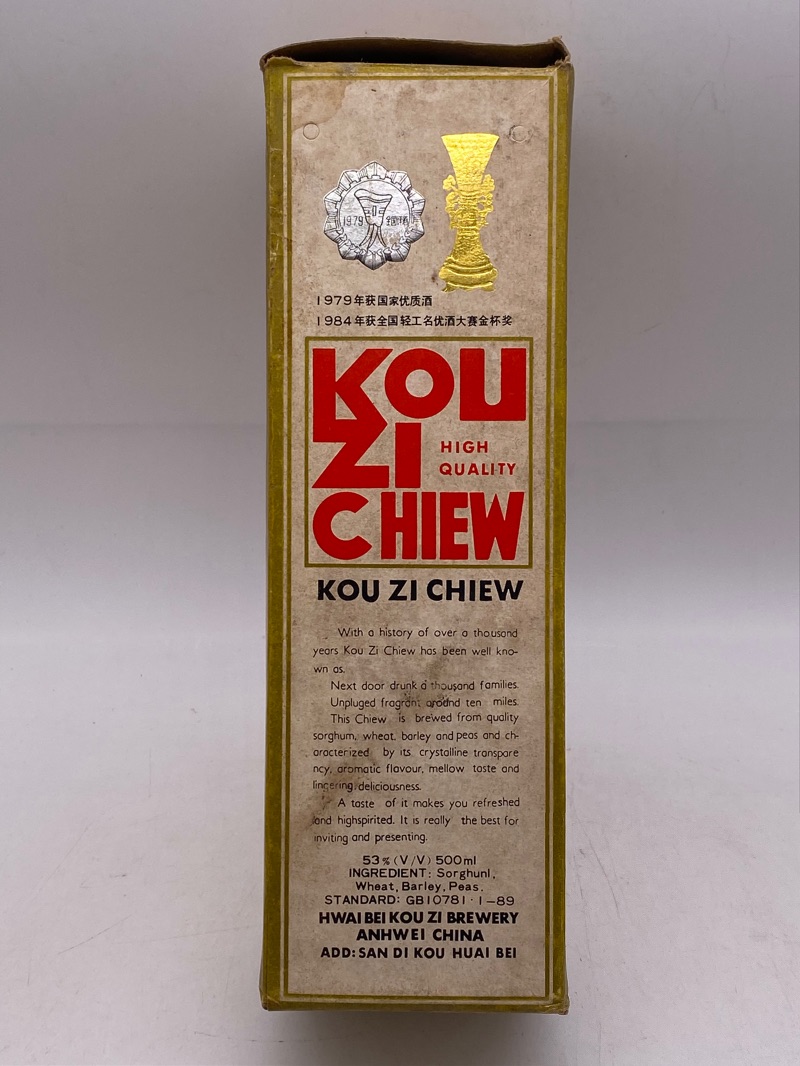 1979 银质
1979年获国家优质酒
1984年获全国轻工名优酒大赛金杯奖
KOU
ZI
HIGH
QUALITY
CHIEW
KOU ZI CHIEW
With a history of over a thousand
years Kou Zi Chiew has been well kno-
wn as.
Next door drunk a thousand families.
Unpluged fragrant around ten miles.
This Chiew is brewed from quality
sorghum, wheat, barley and peas and ch-
aracterized by its crystalline transpare
ncy, aromatic flavour, mellow taste and
lingering deliciousness.
A taste of it makes you refreshed
and highspirited. It is really the best for
inviting and presenting.
53%(V/V) 500ml
INGREDIENT: Sorghunl,
Wheat, Barley, Peas.
STANDARD: GB10781·1-89
HWAI BEI KOU ZI BREWERY
ANHWEI CHINA
ADD: SAN DI KOU HUAI BEI